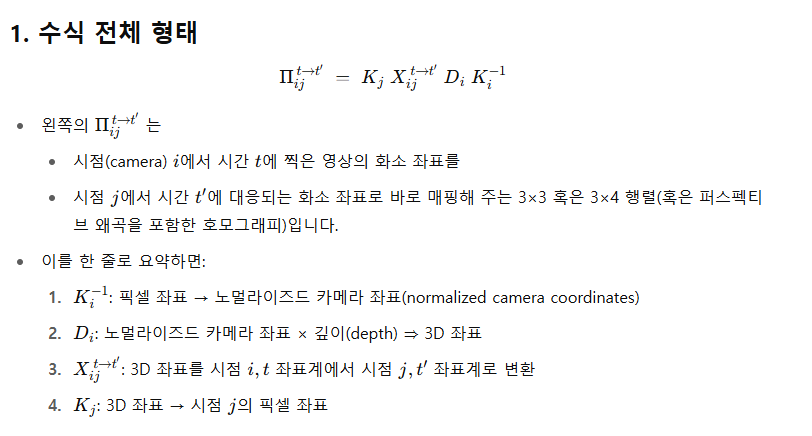 1. 수식 전체 형태
Π_{ij}^{t→t′} = K_j X_{ij}^{t→t′} D_i K_i^{−1}
• 왼쪽의 Π_{ij}^{t→t′} 는
• 시점(camera) i에서 시간 t에 찍은 영상의 화소 좌표를
• 시점 j에서 시간 t′에 대응되는 화소 좌표로 바로 매핑해 주는 3×3 혹은 3×4 행렬(혹은 퍼스펙티
브 왜곡을 포함한 호모그래피)입니다.
• 이를 한 줄로 요약하면:
1. K_i^{−1}: 픽셀 좌표 → 노멀라이즈드 카메라 좌표(normalized camera coordinates)
2. D_i: 노멀라이즈드 카메라 좌표 × 깊이(depth) ⇒ 3D 좌표
3. X_{ij}^{t→t′}: 3D 좌표를 시점 i, t 좌표계에서 시점 j, t′ 좌표계로 변환
4. K_j: 3D 좌표 → 시점 j의 픽셀 좌표